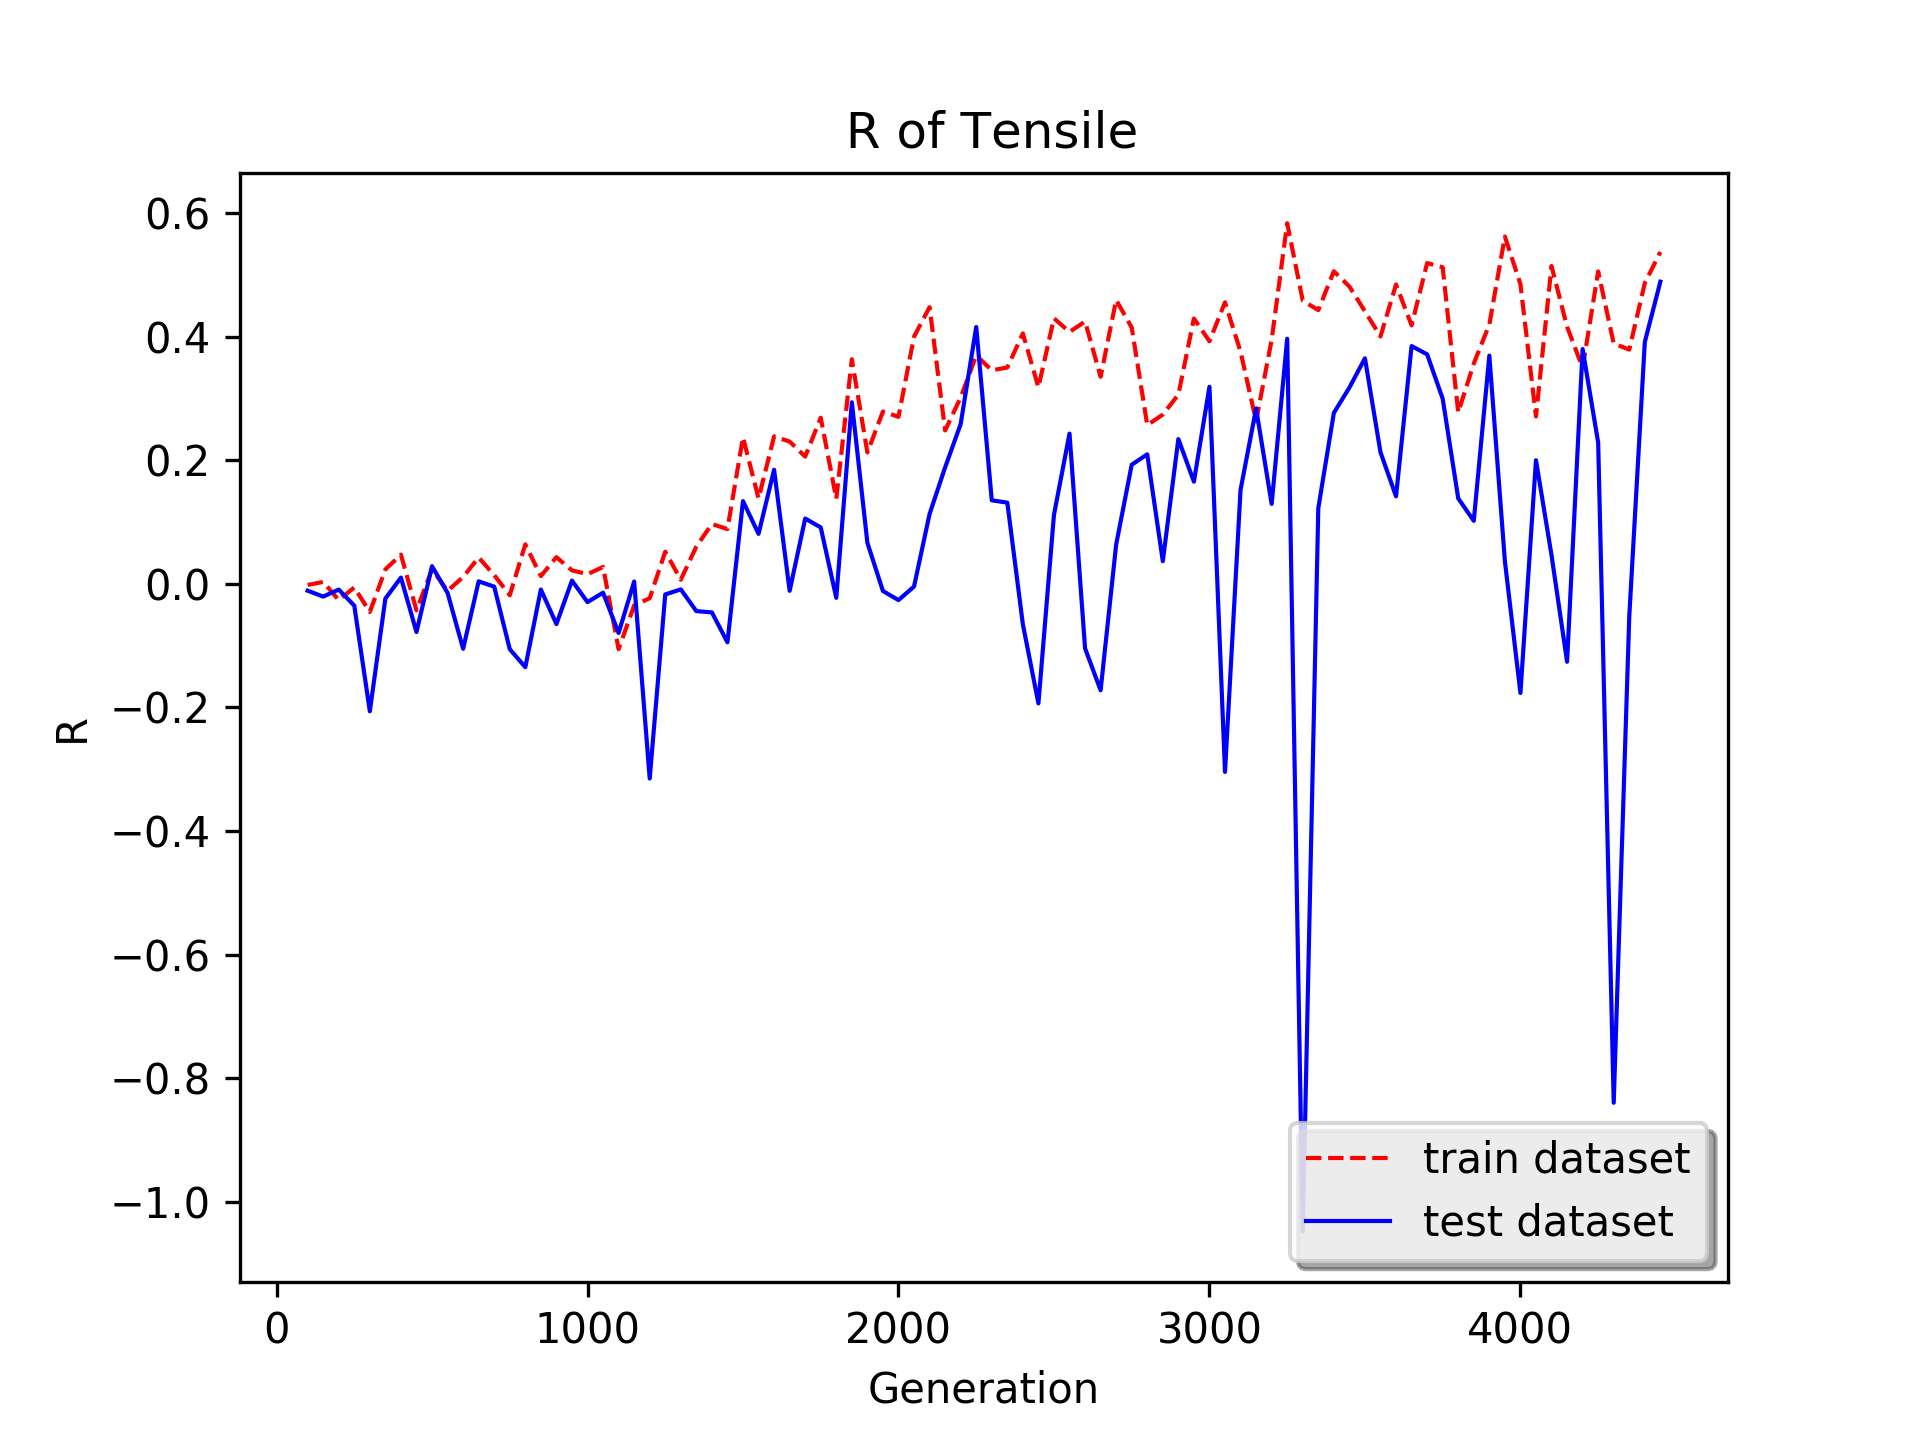 R of Tensile
0.6
0.4
0.2
0.0
−0.2
−0.4
−0.6
−0.8
−1.0
R
train dataset
test dataset
0 1000 2000 3000 4000
Generation